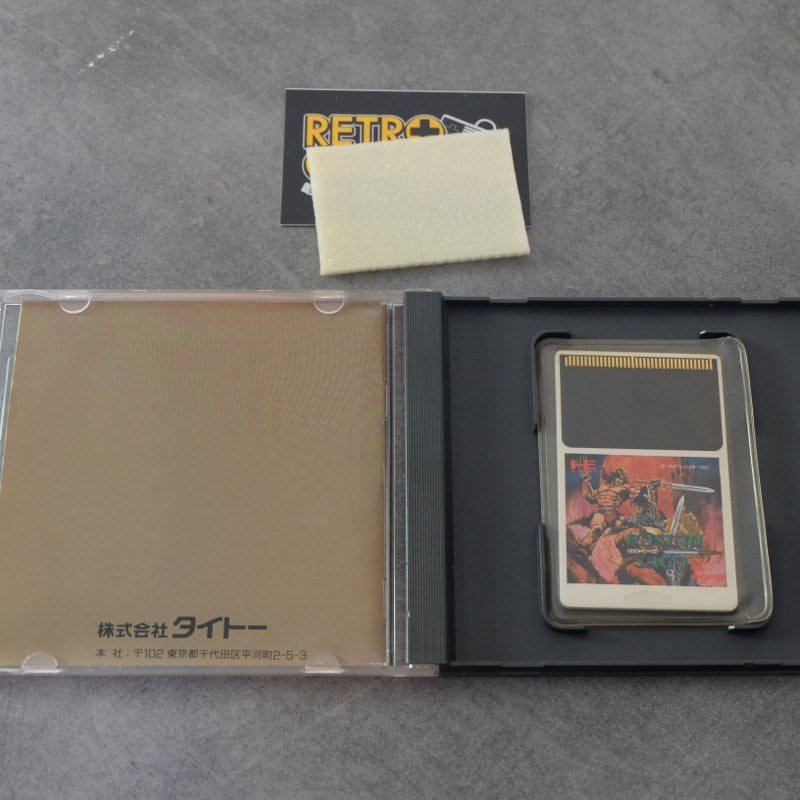 RETRO
株式会社 タイトー
本 社：〒102 東京都千代田区平河町2-5-3
HE
© TAITO CORP 1990